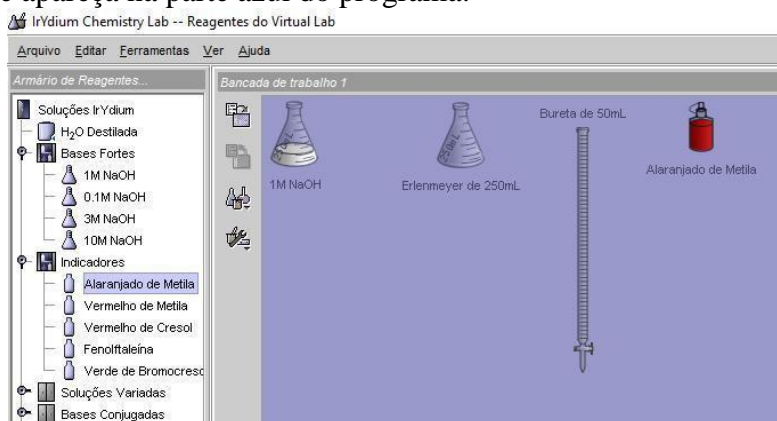 apareça na parte azul do programa.
IrYdium Chemistry Lab -- Reagentes do Virtual Lab
Arquivo Editar Ferramentas Ver Ajuda
Armário de Reagentes...
Soluções IrYdium
H₂O Destilada
Bases Fortes
1M NaOH
0.1M NaOH
3M NaOH
10M NaOH
Indicadores
Alaranjado de Metila
Vermelho de Metila
Vermelho de Cresol
Fenolftaleína
Verde de Bromocreso
Soluções Variadas
Bases Conjugadas
Bancada de trabalho 1
250mL
1M NaOH
250mL
Erlenmeyer de 250mL
Bureta de 50mL
Alaranjado de Metila